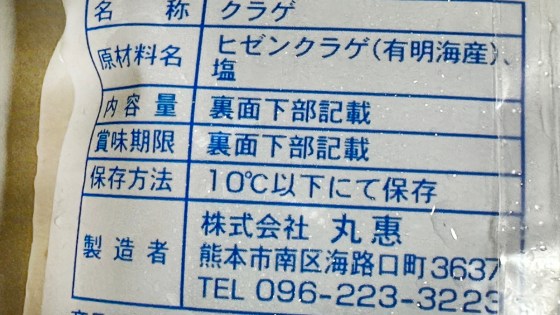 名称 クラゲ
原材料名 ヒゼンクラゲ(有明海産)、
塩
内容量 裏面下部記載
賞味期限 裏面下部記載
保存方法 10℃以下にて保存
製造者 株式会社 丸惠
熊本市南区海路口町3637
TEL 096-223-3223